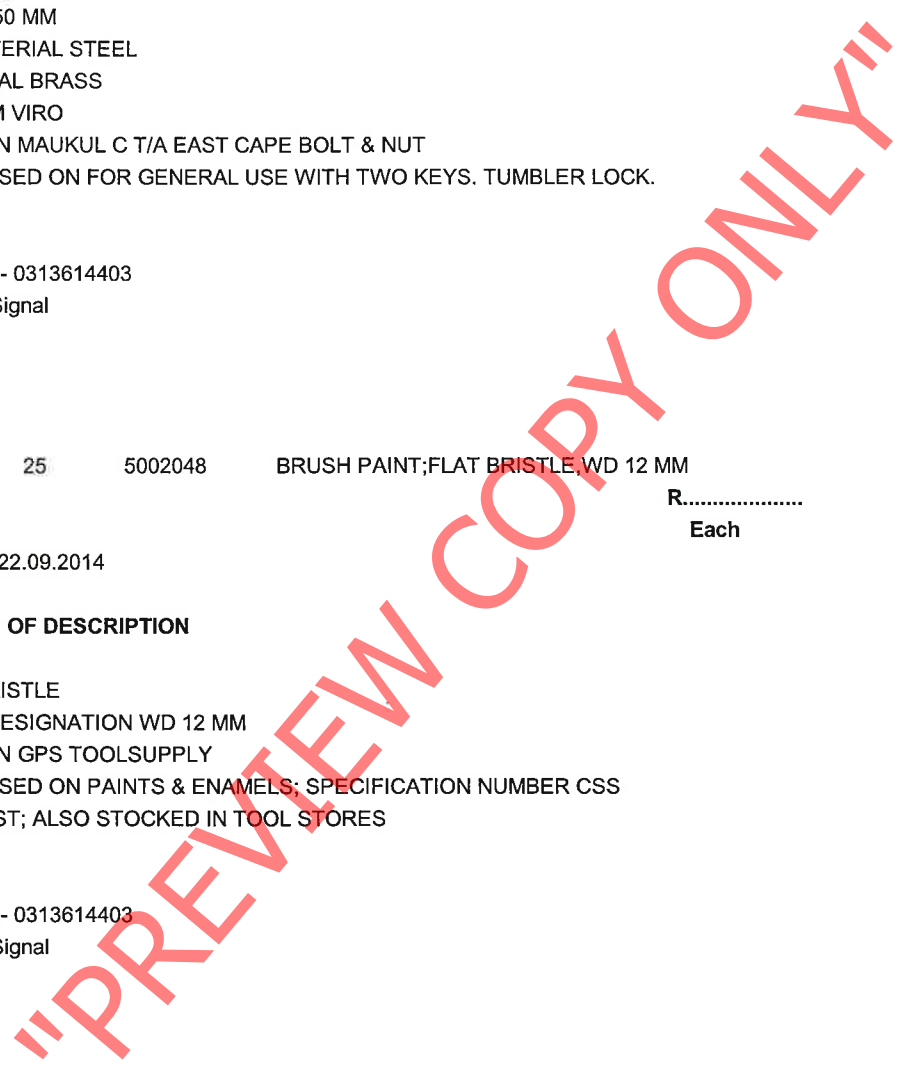 50 MM
TERIAL STEEL
AL BRASS
M VIRO
N MAUKUL C T/A EAST CAPE BOLT & NUT
SED ON FOR GENERAL USE WITH TWO KEYS. TUMBLER LOCK.
- 0313614403
Signal
25 5002048 BRUSH PAINT;FLAT BRISTLE,WD 12 MM
R....................
Each
22.09.2014
OF DESCRIPTION
ISTLE
ESIGNATION WD 12 MM
N GPS TOOLSUPPLY
SED ON PAINTS & ENAMELS; SPECIFICATION NUMBER CSS
ST; ALSO STOCKED IN TOOL STORES
- 0313614403
Signal
"PREVIEW COPY ONLY"